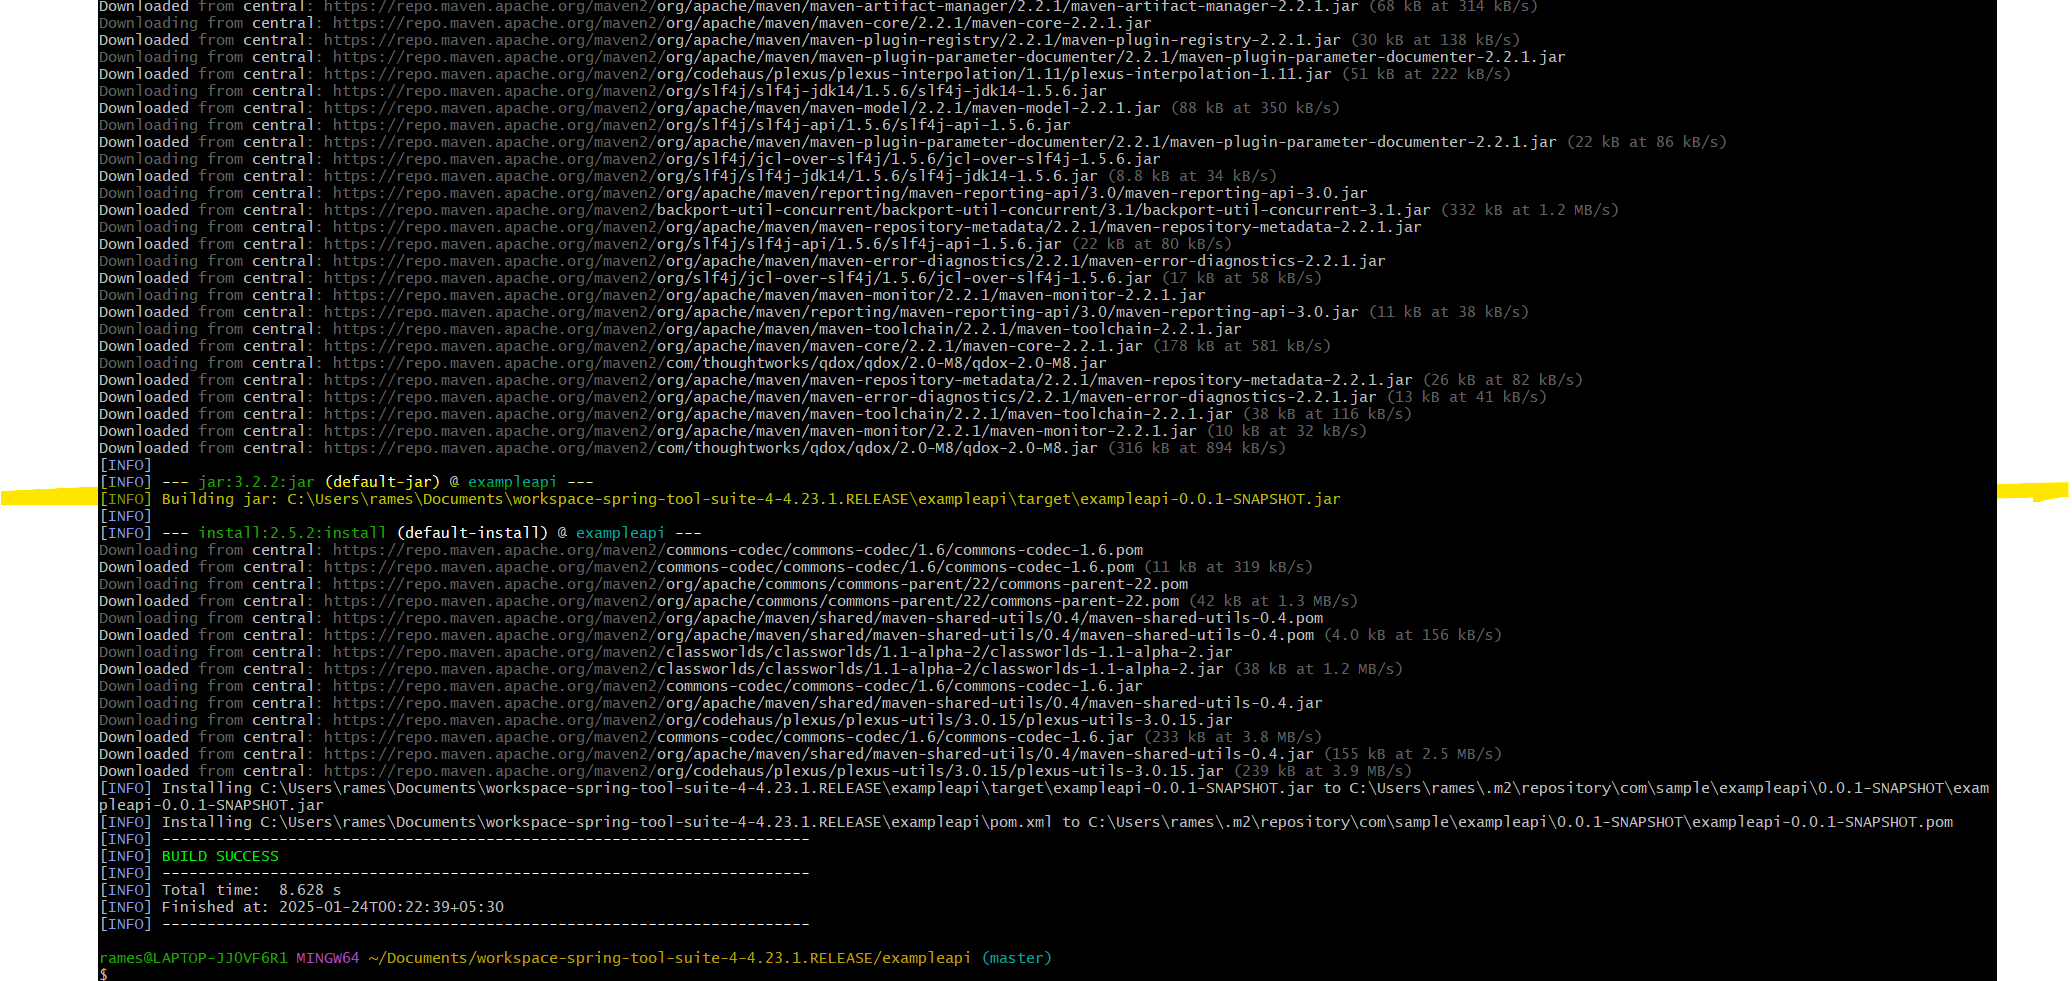 Downloaded from central: https://repo.maven.apache.org/maven2/org/apache/maven/maven-artifact-manager/2.2.1/maven-artifact-manager-2.2.1.jar (68 kB at 314 kB/s)
Downloading from central: https://repo.maven.apache.org/maven2/org/apache/maven/maven-core/2.2.1/maven-core-2.2.1.jar
Downloaded from central: https://repo.maven.apache.org/maven2/org/apache/maven/maven-plugin-registry/2.2.1/maven-plugin-registry-2.2.1.jar (30 kB at 138 kB/s)
Downloading from central: https://repo.maven.apache.org/maven2/org/apache/maven/maven-plugin-parameter-documenter/2.2.1/maven-plugin-parameter-documenter-2.2.1.jar
Downloaded from central: https://repo.maven.apache.org/maven2/org/codehaus/plexus/plexus-interpolation/1.11/plexus-interpolation-1.11.jar (51 kB at 222 kB/s)
Downloading from central: https://repo.maven.apache.org/maven2/org/slf4j/slf4j-jdk14/1.5.6/slf4j-jdk14-1.5.6.jar
Downloaded from central: https://repo.maven.apache.org/maven2/org/apache/maven/maven-model/2.2.1/maven-model-2.2.1.jar (88 kB at 350 kB/s)
Downloading from central: https://repo.maven.apache.org/maven2/org/slf4j/slf4j-api/1.5.6/slf4j-api-1.5.6.jar
Downloaded from central: https://repo.maven.apache.org/maven2/org/apache/maven/maven-plugin-parameter-documenter/2.2.1/maven-plugin-parameter-documenter-2.2.1.jar (22 kB at 86 kB/s)
Downloading from central: https://repo.maven.apache.org/maven2/org/slf4j/jcl-over-slf4j/1.5.6/jcl-over-slf4j-1.5.6.jar
Downloaded from central: https://repo.maven.apache.org/maven2/org/slf4j/slf4j-jdk14/1.5.6/slf4j-jdk14-1.5.6.jar (8.8 kB at 34 kB/s)
Downloading from central: https://repo.maven.apache.org/maven2/org/apache/maven/reporting/maven-reporting-api/3.0/maven-reporting-api-3.0.jar
Downloaded from central: https://repo.maven.apache.org/maven2/backport-util-concurrent/backport-util-concurrent/3.1/backport-util-concurrent-3.1.jar (332 kB at 1.2 MB/s)
Downloading from central: https://repo.maven.apache.org/maven2/org/apache/maven/maven-repository-metadata/2.2.1/maven-repository-metadata-2.2.1.jar
Downloaded from central: https://repo.maven.apache.org/maven2/org/slf4j/slf4j-api/1.5.6/slf4j-api-1.5.6.jar (22 kB at 80 kB/s)
Downloading from central: https://repo.maven.apache.org/maven2/org/apache/maven/maven-error-diagnostics/2.2.1/maven-error-diagnostics-2.2.1.jar
Downloaded from central: https://repo.maven.apache.org/maven2/org/slf4j/jcl-over-slf4j/1.5.6/jcl-over-slf4j-1.5.6.jar (17 kB at 58 kB/s)
Downloading from central: https://repo.maven.apache.org/maven2/org/apache/maven/maven-monitor/2.2.1/maven-monitor-2.2.1.jar
Downloaded from central: https://repo.maven.apache.org/maven2/org/apache/maven/reporting/maven-reporting-api/3.0/maven-reporting-api-3.0.jar (11 kB at 38 kB/s)
Downloading from central: https://repo.maven.apache.org/maven2/org/apache/maven/maven-toolchain/2.2.1/maven-toolchain-2.2.1.jar
Downloaded from central: https://repo.maven.apache.org/maven2/org/apache/maven/maven-core/2.2.1/maven-core-2.2.1.jar (178 kB at 581 kB/s)
Downloading from central: https://repo.maven.apache.org/maven2/com/thoughtworks/qdox/qdox/2.0-M8/qdox-2.0-M8.jar
Downloaded from central: https://repo.maven.apache.org/maven2/org/apache/maven/maven-repository-metadata/2.2.1/maven-repository-metadata-2.2.1.jar (26 kB at 82 kB/s)
Downloaded from central: https://repo.maven.apache.org/maven2/org/apache/maven/maven-error-diagnostics/2.2.1/maven-error-diagnostics-2.2.1.jar (13 kB at 41 kB/s)
Downloaded from central: https://repo.maven.apache.org/maven2/org/apache/maven/maven-toolchain/2.2.1/maven-toolchain-2.2.1.jar (38 kB at 116 kB/s)
Downloaded from central: https://repo.maven.apache.org/maven2/org/apache/maven/maven-monitor/2.2.1/maven-monitor-2.2.1.jar (10 kB at 32 kB/s)
Downloaded from central: https://repo.maven.apache.org/maven2/com/thoughtworks/qdox/qdox/2.0-M8/qdox-2.0-M8.jar (316 kB at 894 kB/s)
[INFO]
[INFO] --- jar:3.2.2:jar (default-jar) @ exampleapi ---
[INFO] Building jar: C:\Users\rames\Documents\workspace-spring-tool-suite-4-4.23.1.RELEASE\exampleapi\target\exampleapi-0.0.1-SNAPSHOT.jar
[INFO]
[INFO] --- install:2.5.2:install (default-install) @ exampleapi ---
Downloading from central: https://repo.maven.apache.org/maven2/commons-codec/commons-codec/1.6/commons-codec-1.6.pom
Downloaded from central: https://repo.maven.apache.org/maven2/commons-codec/commons-codec/1.6/commons-codec-1.6.pom (11 kB at 319 kB/s)
Downloading from central: https://repo.maven.apache.org/maven2/org/apache/commons/commons-parent/22/commons-parent-22.pom
Downloaded from central: https://repo.maven.apache.org/maven2/org/apache/commons/commons-parent/22/commons-parent-22.pom (42 kB at 1.3 MB/s)
Downloading from central: https://repo.maven.apache.org/maven2/org/apache/maven/shared/maven-shared-utils/0.4/maven-shared-utils-0.4.pom
Downloaded from central: https://repo.maven.apache.org/maven2/org/apache/maven/shared/maven-shared-utils/0.4/maven-shared-utils-0.4.pom (4.0 kB at 156 kB/s)
Downloading from central: https://repo.maven.apache.org/maven2/classworlds/classworlds/1.1-alpha-2/classworlds-1.1-alpha-2.jar
Downloaded from central: https://repo.maven.apache.org/maven2/classworlds/classworlds/1.1-alpha-2/classworlds-1.1-alpha-2.jar (38 kB at 1.2 MB/s)
Downloading from central: https://repo.maven.apache.org/maven2/commons-codec/commons-codec/1.6/commons-codec-1.6.jar
Downloading from central: https://repo.maven.apache.org/maven2/org/apache/maven/shared/maven-shared-utils/0.4/maven-shared-utils-0.4.jar
Downloading from central: https://repo.maven.apache.org/maven2/org/codehaus/plexus/plexus-utils/3.0.15/plexus-utils-3.0.15.jar
Downloaded from central: https://repo.maven.apache.org/maven2/commons-codec/commons-codec/1.6/commons-codec-1.6.jar (233 kB at 3.8 MB/s)
Downloaded from central: https://repo.maven.apache.org/maven2/org/apache/maven/shared/maven-shared-utils/0.4/maven-shared-utils-0.4.jar (155 kB at 2.5 MB/s)
Downloaded from central: https://repo.maven.apache.org/maven2/org/codehaus/plexus/plexus-utils/3.0.15/plexus-utils-3.0.15.jar (239 kB at 3.9 MB/s)
[INFO] Installing C:\Users\rames\Documents\workspace-spring-tool-suite-4-4.23.1.RELEASE\exampleapi\target\exampleapi-0.0.1-SNAPSHOT.jar to C:\Users\rames\.m2\repository\com\sample\exampleapi\0.0.1-SNAPSHOT\exam
pleapi-0.0.1-SNAPSHOT.jar
[INFO] Installing C:\Users\rames\Documents\workspace-spring-tool-suite-4-4.23.1.RELEASE\exampleapi\pom.xml to C:\Users\rames\.m2\repository\com\sample\exampleapi\0.0.1-SNAPSHOT\exampleapi-0.0.1-SNAPSHOT.pom
[INFO] ------------------------------------------------------------------------
[INFO] BUILD SUCCESS
[INFO] ------------------------------------------------------------------------
[INFO] Total time:  8.628 s
[INFO] Finished at: 2025-01-24T00:22:39+05:30
[INFO] ------------------------------------------------------------------------
rames@LAPTOP-JJOVF6R1 MINGW64 ~/Documents/workspace-spring-tool-suite-4-4.23.1.RELEASE/exampleapi (master)
$